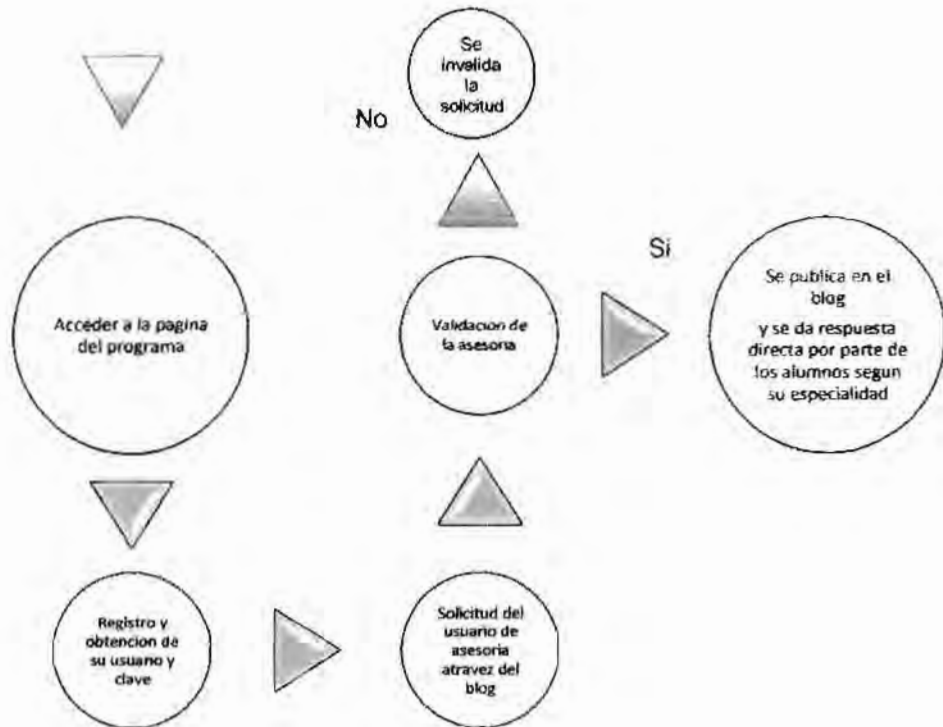 Acceder a la pagina
del programa
Registro y
obtencion de
su usuario y
clave
Solicitud del
usuario de
asesoria
atravez del
blog
Validacion de
la asesoria
No
Se
invalida
la
solicitud
Si
Se publica en el
blog
y se da respuesta
directa por parte de
los alumnos segun
su especialidad